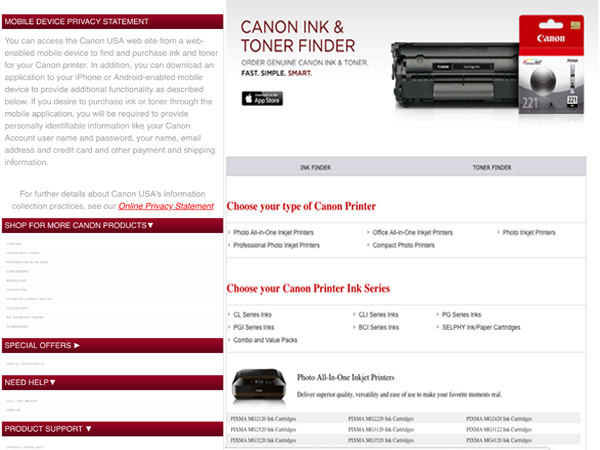 MOBILE DEVICE PRIVACY STATEMENT
You can access the Canon USA web site from a web-
enabled mobile device to find and purchase ink and toner
for your Canon printer. In addition, you can download an
application to your iPhone or Android-enabled mobile
device to provide additional functionality as described
below. If you desire to purchase ink or toner through the
mobile application, you will be required to provide
personally identifiable information like your Canon
Account user name and password, your name, email
address and credit card and other payment and shipping
information.
For further details about Canon USA's information
collection practices, see our Online Privacy Statement
SHOP FOR MORE CANON PRODUCTS▼
SPECIAL OFFERS ▶
NEED HELP▼
PRODUCT SUPPORT ▼
CANON INK &
TONER FINDER
ORDER GENUINE CANON INK & TONER.
FAST. SIMPLE. SMART.
App Store
Canon
Canon
221
221
INK FINDER
TONER FINDER
Choose your type of Canon Printer
Photo All-in-One Inkjet Printers
Office All-in-One Inkjet Printers
Photo Inkjet Printers
Professional Photo Inkjet Printers
Compact Photo Printers
Choose your Canon Printer Ink Series
GL Series Inks
CLI Series Inks
PG Series Inks
PGI Series Inks
BCI Series Inks
SELPHY Ink/Paper Cartridges
Combo and Value Packs
Photo All-In-One Inkjet Printers
Deliver superior quality, versatility and ease of use to make your favorite moments real.
PIXMA MG2120 Ink Cartridges
PIXMA MG2220 Ink Cartridges
PIXMA MG2420 Ink Cartridges
PIXMA MG2520 Ink Cartridges
PIXMA MG3120 Ink Cartridges
PIXMA MG3122 Ink Cartridges
PIXMA MG3220 Ink Cartridges
PIXMA MG3520 Ink Cartridges
PIXMA MG4120 Ink Cartridges